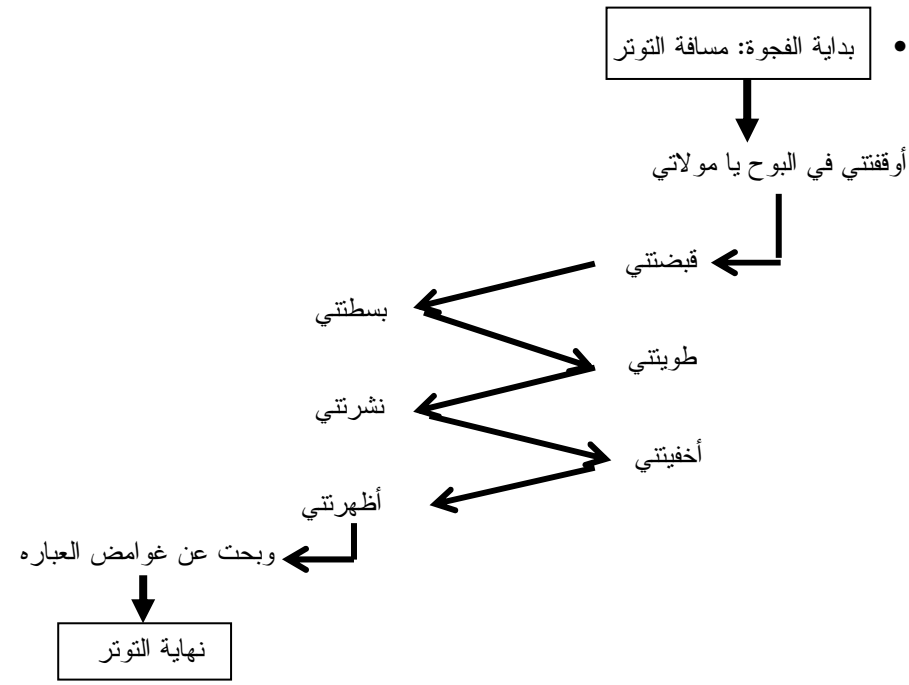 • بداية الفجوة: مسافة التوتر
أوقفتني في البوح يا مولاتي
قبضتني
بسطتني
طويتني
نشرتني
أخفيتني
أظهرتني
وبحت عن غوامض العباره
نهاية التوتر